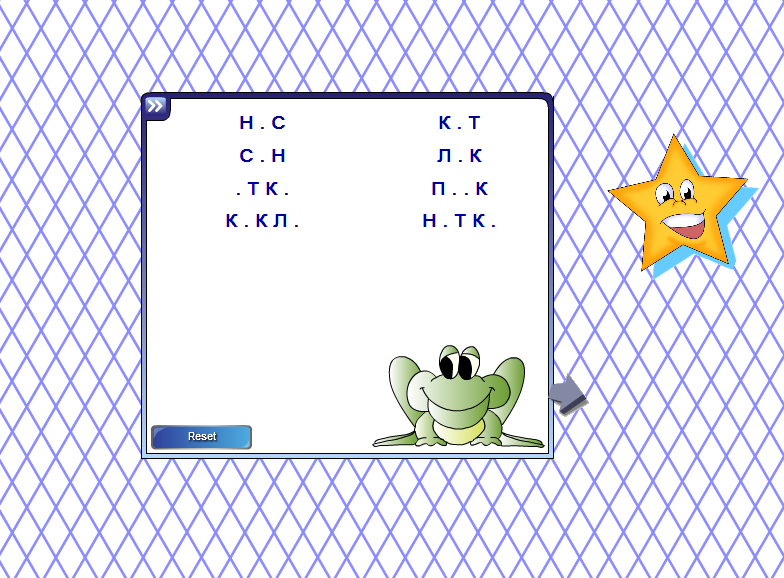 Н . С
С . Н
. Т К .
К . К Л .
К . Т
Л . К
П . . К
Н . Т К .
Reset